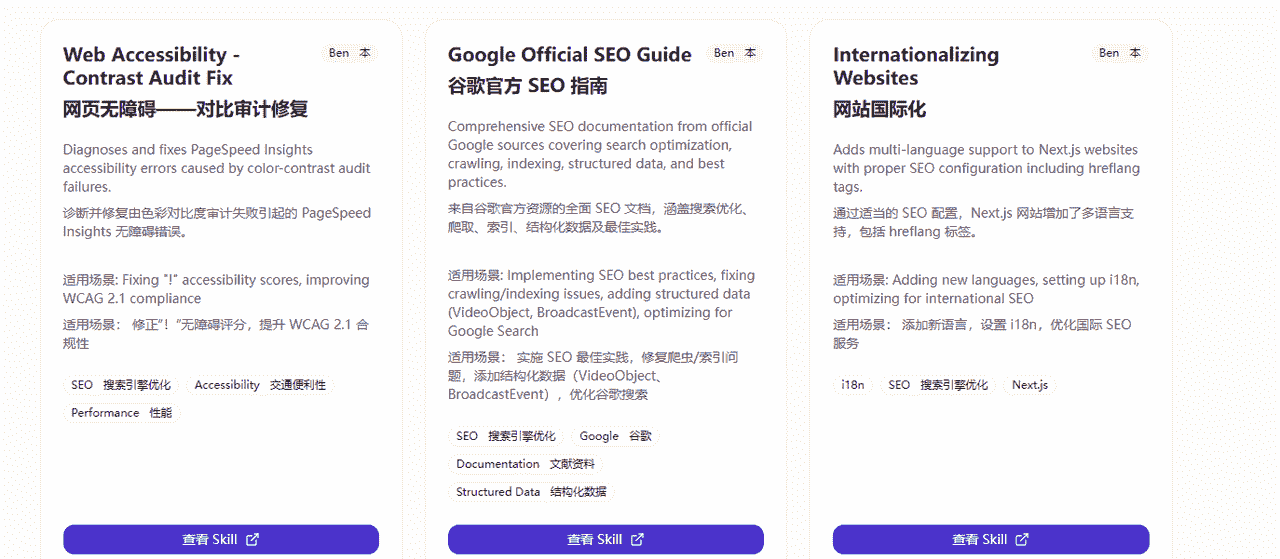 Web Accessibility -
Contrast Audit Fix
Ben 本
网页无障碍——对比审计修复
Diagnoses and fixes PageSpeed Insights
accessibility errors caused by color-contrast audit
failures.
诊断并修复由色彩对比度审计失败引起的 PageSpeed
Insights 无障碍错误。
适用场景: Fixing "!" accessibility scores, improving
WCAG 2.1 compliance
适用场景： 修正"！"无障碍评分，提升 WCAG 2.1 合
规性
SEO 搜索引擎优化 Accessibility 交通便利性
Performance 性能
查看 Skill
Google Official SEO Guide
Ben 本
谷歌官方 SEO 指南
Comprehensive SEO documentation from official
Google sources covering search optimization,
crawling, indexing, structured data, and best
practices.
来自谷歌官方资源的全面 SEO 文档，涵盖搜索优化、
爬取、索引、结构化数据及最佳实践。
适用场景: Implementing SEO best practices, fixing
crawling/indexing issues, adding structured data
(VideoObject, BroadcastEvent), optimizing for
Google Search
适用场景： 实施 SEO 最佳实践，修复爬虫/索引问
题，添加结构化数据（VideoObject、
BroadcastEvent），优化谷歌搜索
SEO 搜索引擎优化 Google 谷歌
Documentation 文献资料
Structured Data 结构化数据
查看 Skill
Internationalizing
Websites
Ben 本
网站国际化
Adds multi-language support to Next.js websites
with proper SEO configuration including hreflang
tags.
通过适当的 SEO 配置，Next.js 网站增加了多语言支
持，包括 hreflang 标签。
适用场景: Adding new languages, setting up i18n,
optimizing for international SEO
适用场景： 添加新语言，设置 i18n，优化国际 SEO
服务
i18n SEO 搜索引擎优化 Next.js
查看 Skill